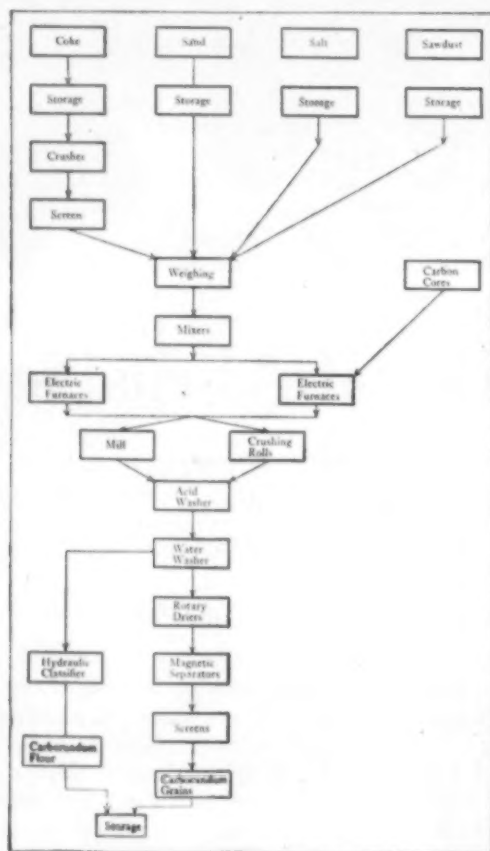 Coke
Sand
Salt
Sawdust
Storage
Storage
Storage
Storage
Crushes
Screen
Weighing
Carbon
Cores
Mixers
Electric
Furnaces
Electric
Furnaces
Mill
Crushing
Rolls
Acid
Washer
Water
Washer
Rotary
Driers
Hydraulic
Classifier
Magnetic
Separators
Screens
Carborundum
Flour
Carborundum
Grains
Storage